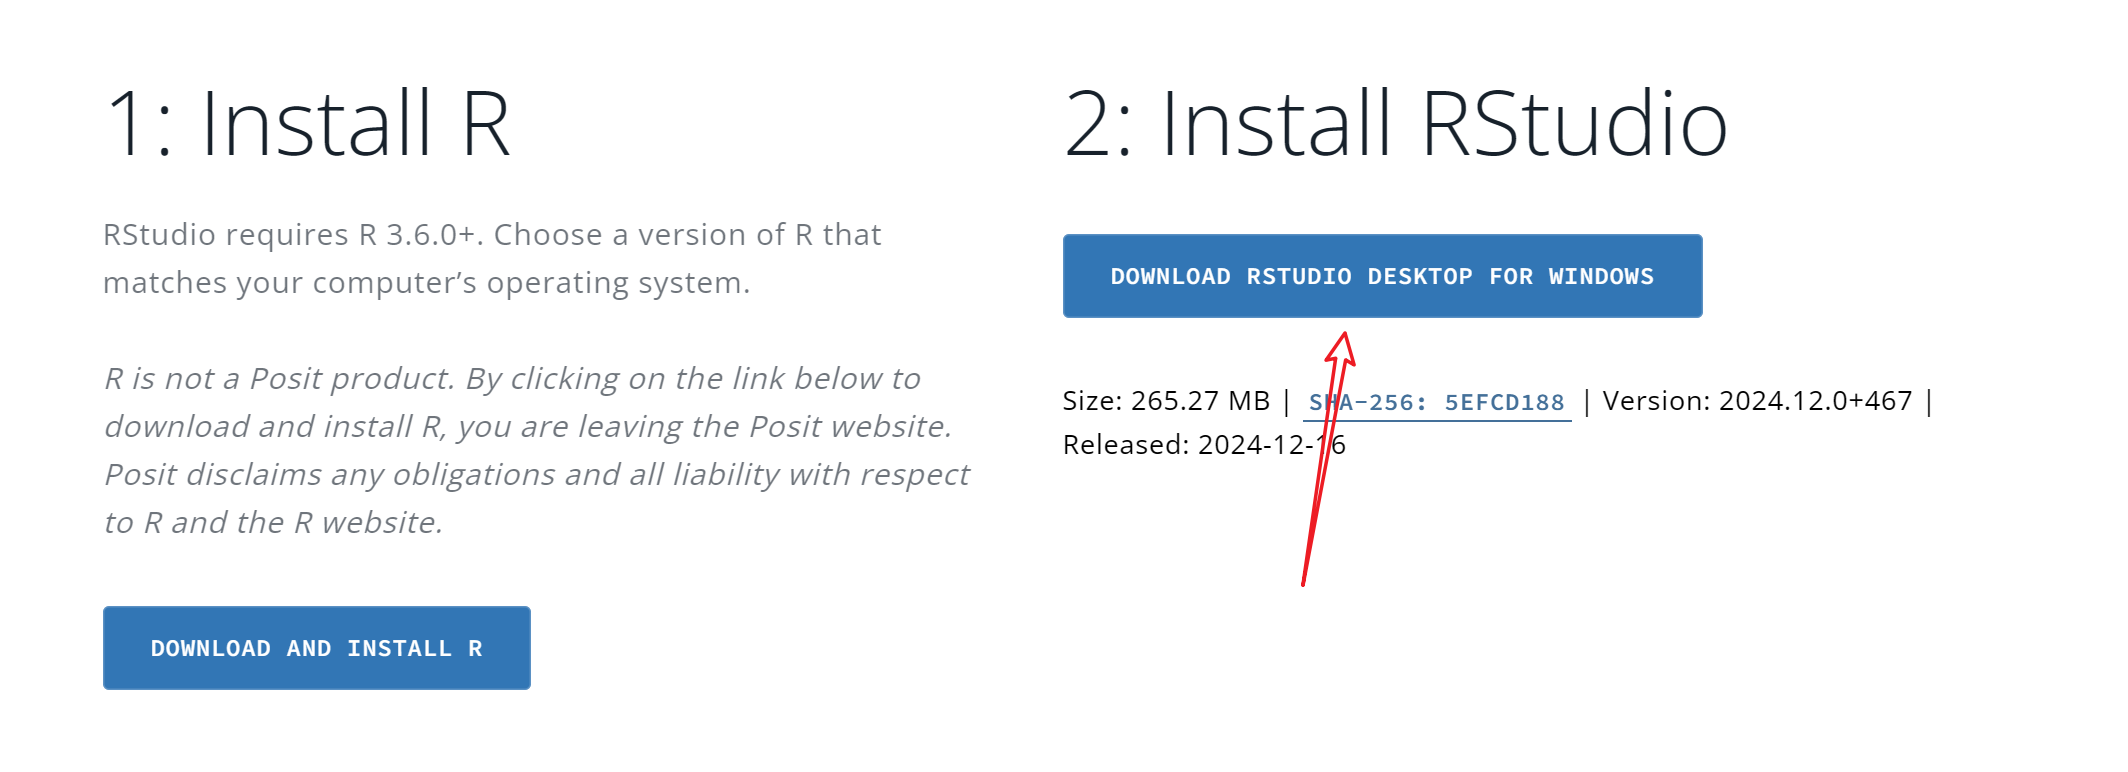 1: Install R
RStudio requires R 3.6.0+. Choose a version of R that
matches your computer’s operating system.
R is not a Posit product. By clicking on the link below to
download and install R, you are leaving the Posit website.
Posit disclaims any obligations and all liability with respect
to R and the R website.
DOWNLOAD AND INSTALL R
2: Install RStudio
DOWNLOAD RSTUDIO DESKTOP FOR WINDOWS
Size: 265.27 MB | SHA-256: 5EFCD188 | Version: 2024.12.0+467 |
Released: 2024-12-16